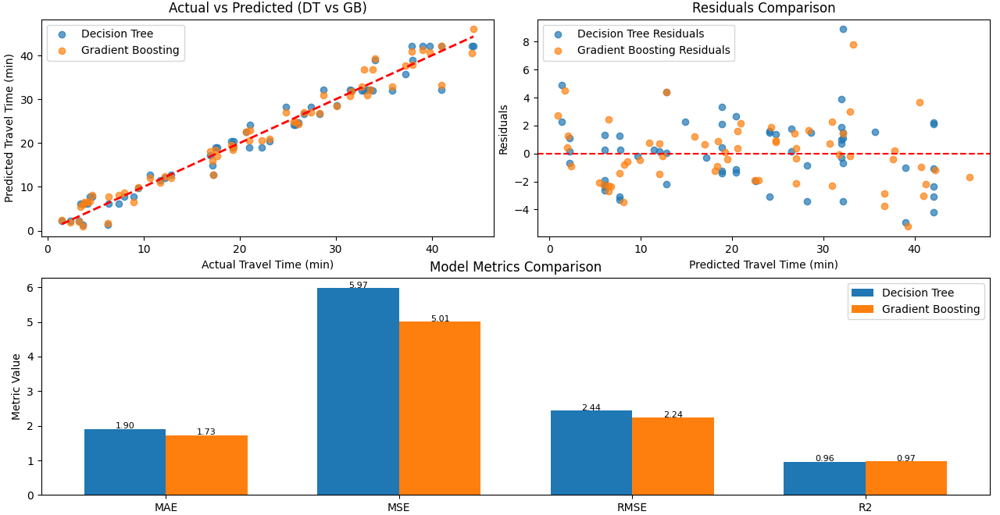 Actual vs Predicted (DT vs GB)
Decision Tree
Gradient Boosting
Predicted Travel Time (min)
40
30
20
10
0
0 10 20 30 40
Actual Travel Time (min)
Residuals Comparison
Decision Tree Residuals
Gradient Boosting Residuals
Residuals
8
6
4
2
0
−2
−4
0 10 20 30 40
Predicted Travel Time (min)
Model Metrics Comparison
Decision Tree
Gradient Boosting
Metric Value
6
5
4
3
2
1
0
1.90 1.73 5.97 5.01 2.44 2.24 0.96 0.97
MAE MSE RMSE R2